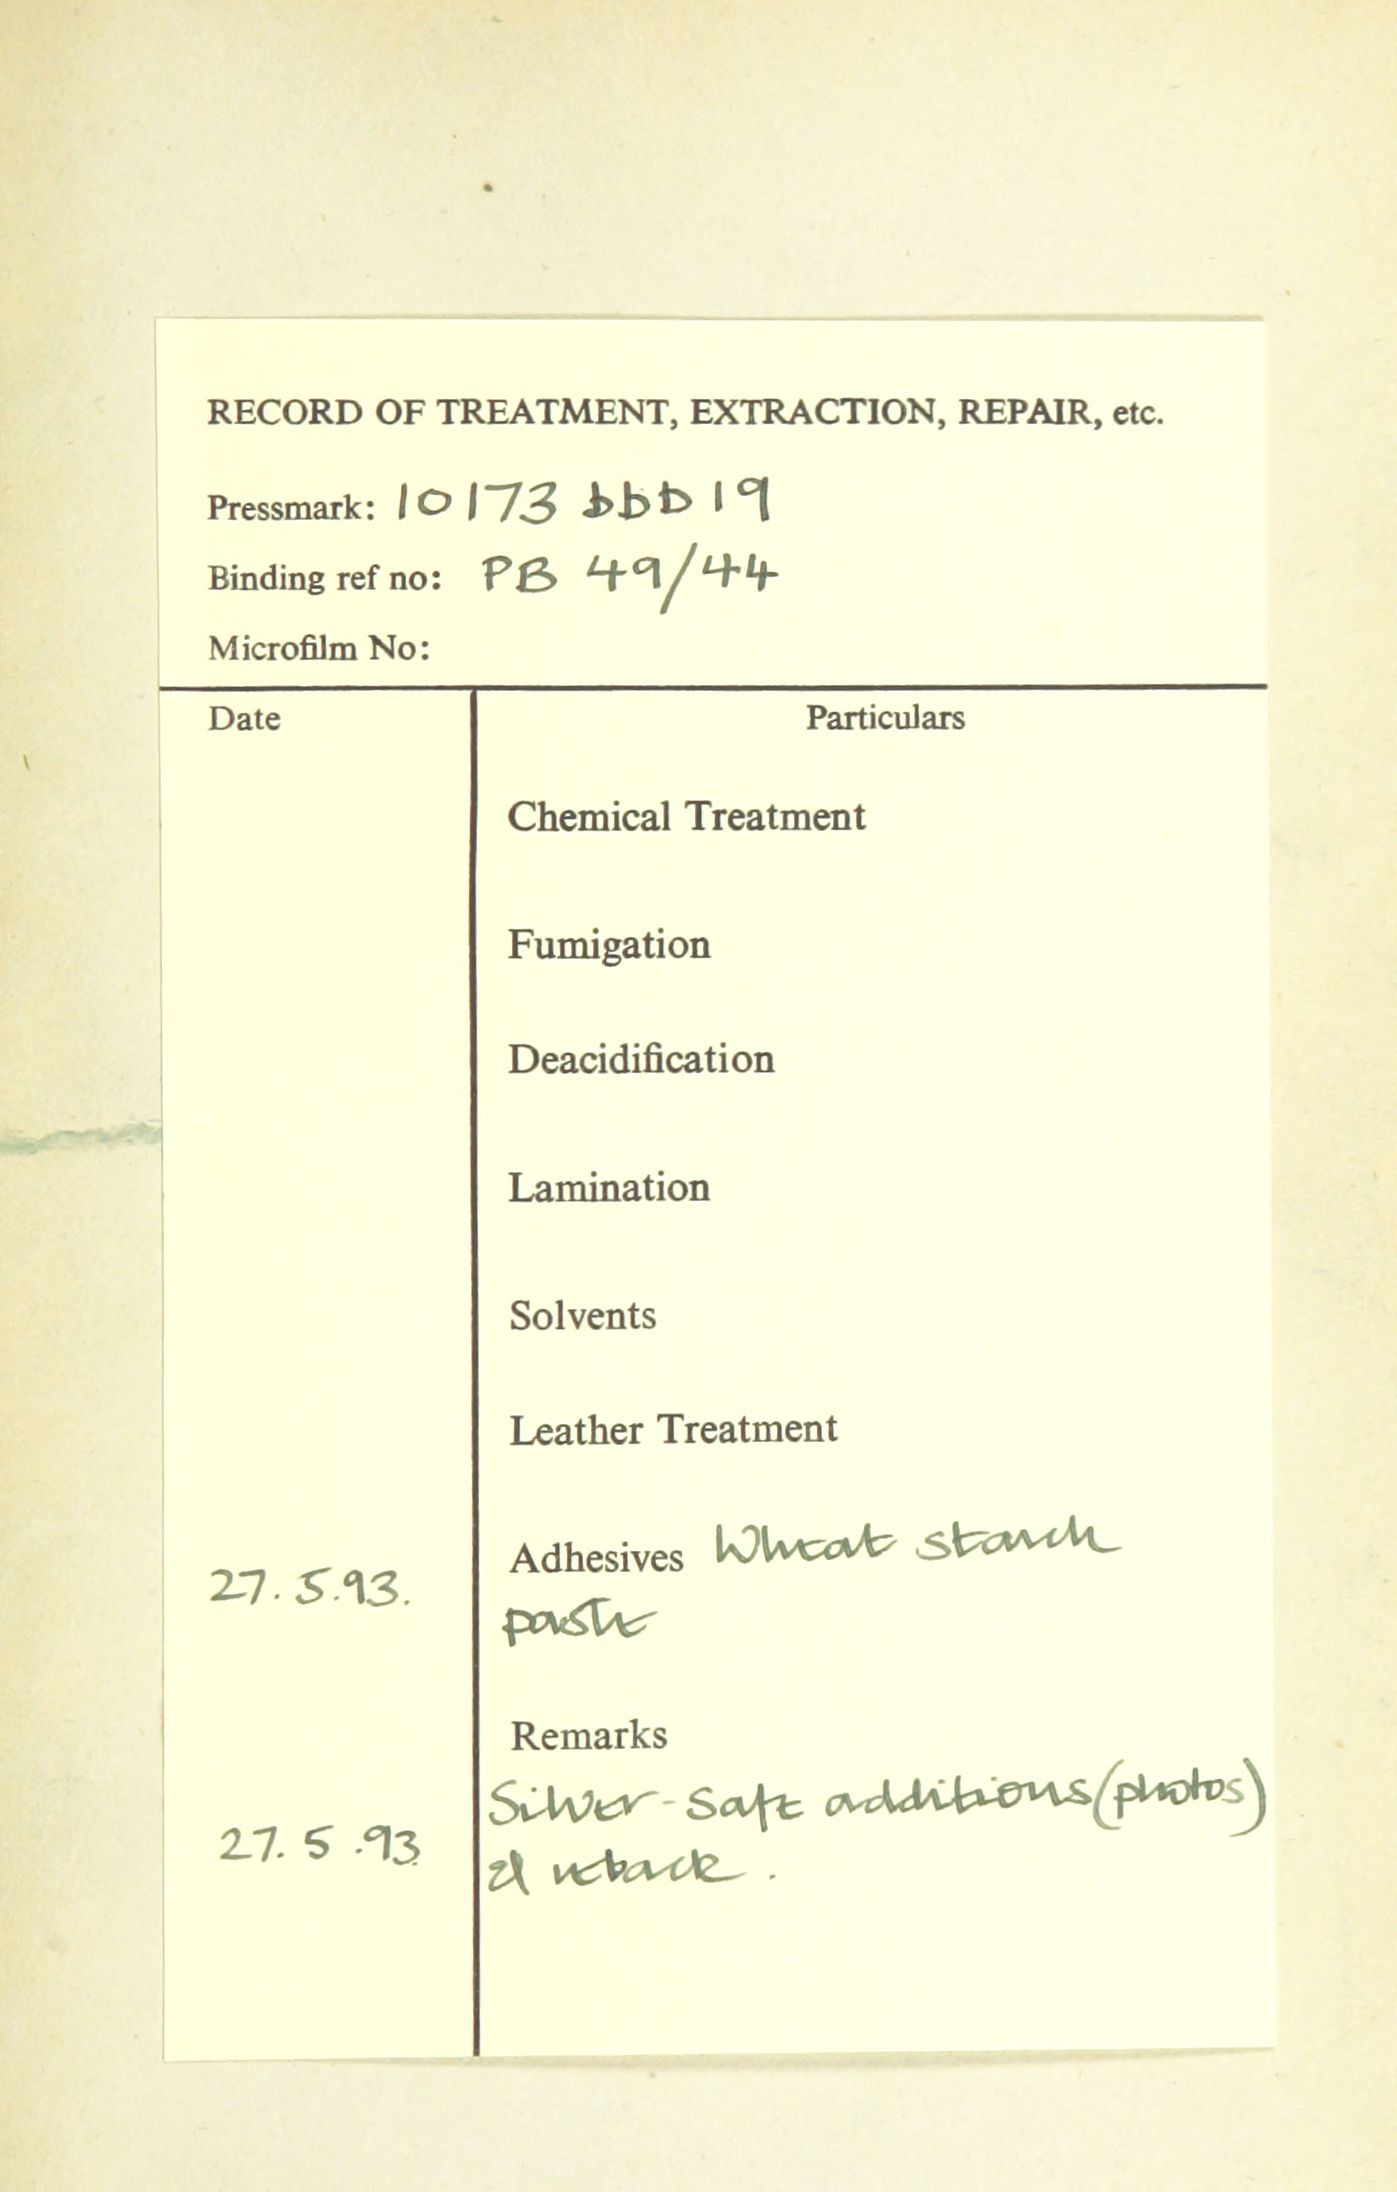 RECORD OF TREATMENT, EXTRACTION, REPAIR, etc.
Pressmark: 10173 bbb 19
Binding ref no: PB 49/44
Microfilm No:
Date Particulars
Chemical Treatment
Fumigation
Deacidification
Lamination
Solvents
Leather Treatment
Adhesives Wheat starch
27.5.93. paste
Remarks
Silver-safe additions (photos)
27.5.93. & reback.